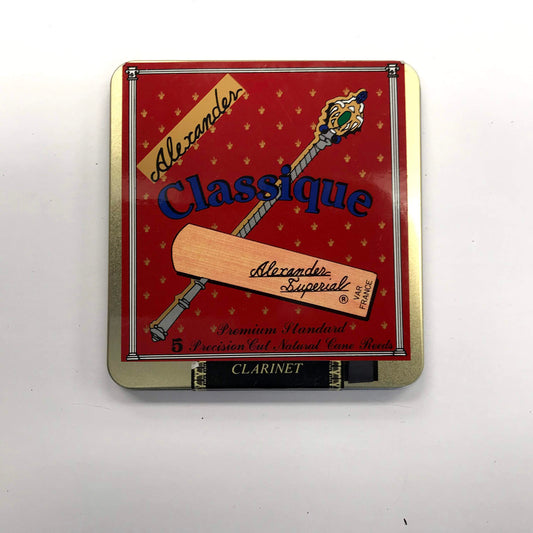 Alexander
Classique
Alexander
Superial
®
VAR
FRANCE
Premium Standard
5 Precision Cut Natural Cane Reeds
CLARINET